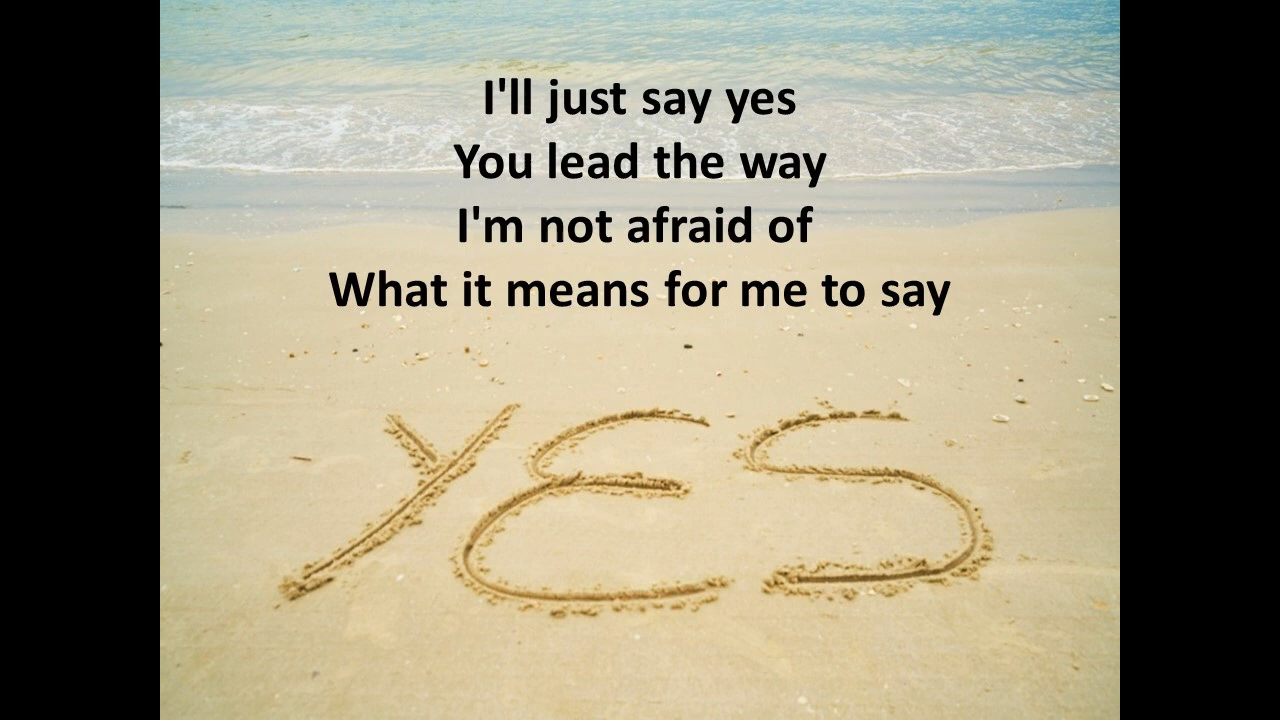 I'll just say yes
You lead the way
I'm not afraid of
What it means for me to say
YES